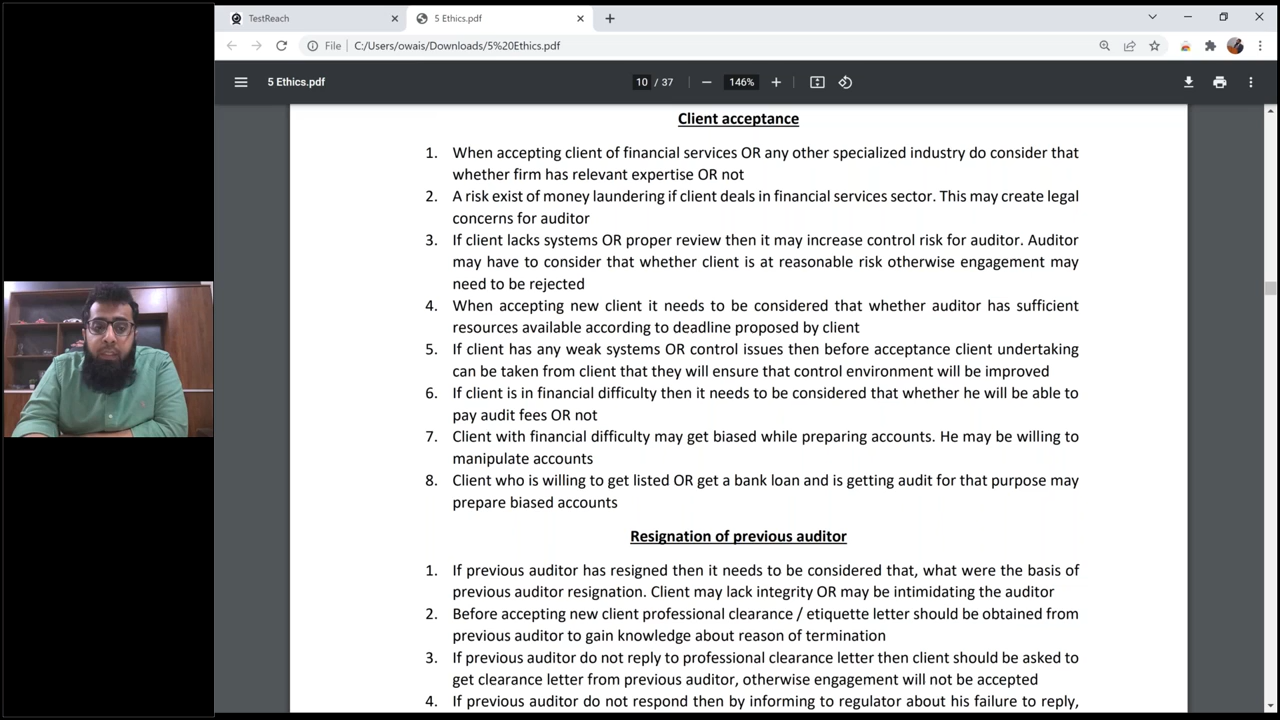 TestReach
5 Ethics.pdf
File
C:/Users/owais/Downloads/5%20Ethics.pdf
5 Ethics.pdf
10 / 37
146%
Client acceptance
1. When accepting client of financial services OR any other specialized industry do consider that
whether firm has relevant expertise OR not
2. A risk exist of money laundering if client deals in financial services sector. This may create legal
concerns for auditor
3. If client lacks systems OR proper review then it may increase control risk for auditor. Auditor
may have to consider that whether client is at reasonable risk otherwise engagement may
need to be rejected
4. When accepting new client it needs to be considered that whether auditor has sufficient
resources available according to deadline proposed by client
5. If client has any weak systems OR control issues then before acceptance client undertaking
can be taken from client that they will ensure that control environment will be improved
6. If client is in financial difficulty then it needs to be considered that whether he will be able to
pay audit fees OR not
7. Client with financial difficulty may get biased while preparing accounts. He may be willing to
manipulate accounts
8. Client who is willing to get listed OR get a bank loan and is getting audit for that purpose may
prepare biased accounts
Resignation of previous auditor
1. If previous auditor has resigned then it needs to be considered that, what were the basis of
previous auditor resignation. Client may lack integrity OR may be intimidating the auditor
2. Before accepting new client professional clearance / etiquette letter should be obtained from
previous auditor to gain knowledge about reason of termination
3. If previous auditor do not reply to professional clearance letter then client should be asked to
get clearance letter from previous auditor, otherwise engagement will not be accepted
4. If previous auditor do not respond then by informing to regulator about his failure to reply,